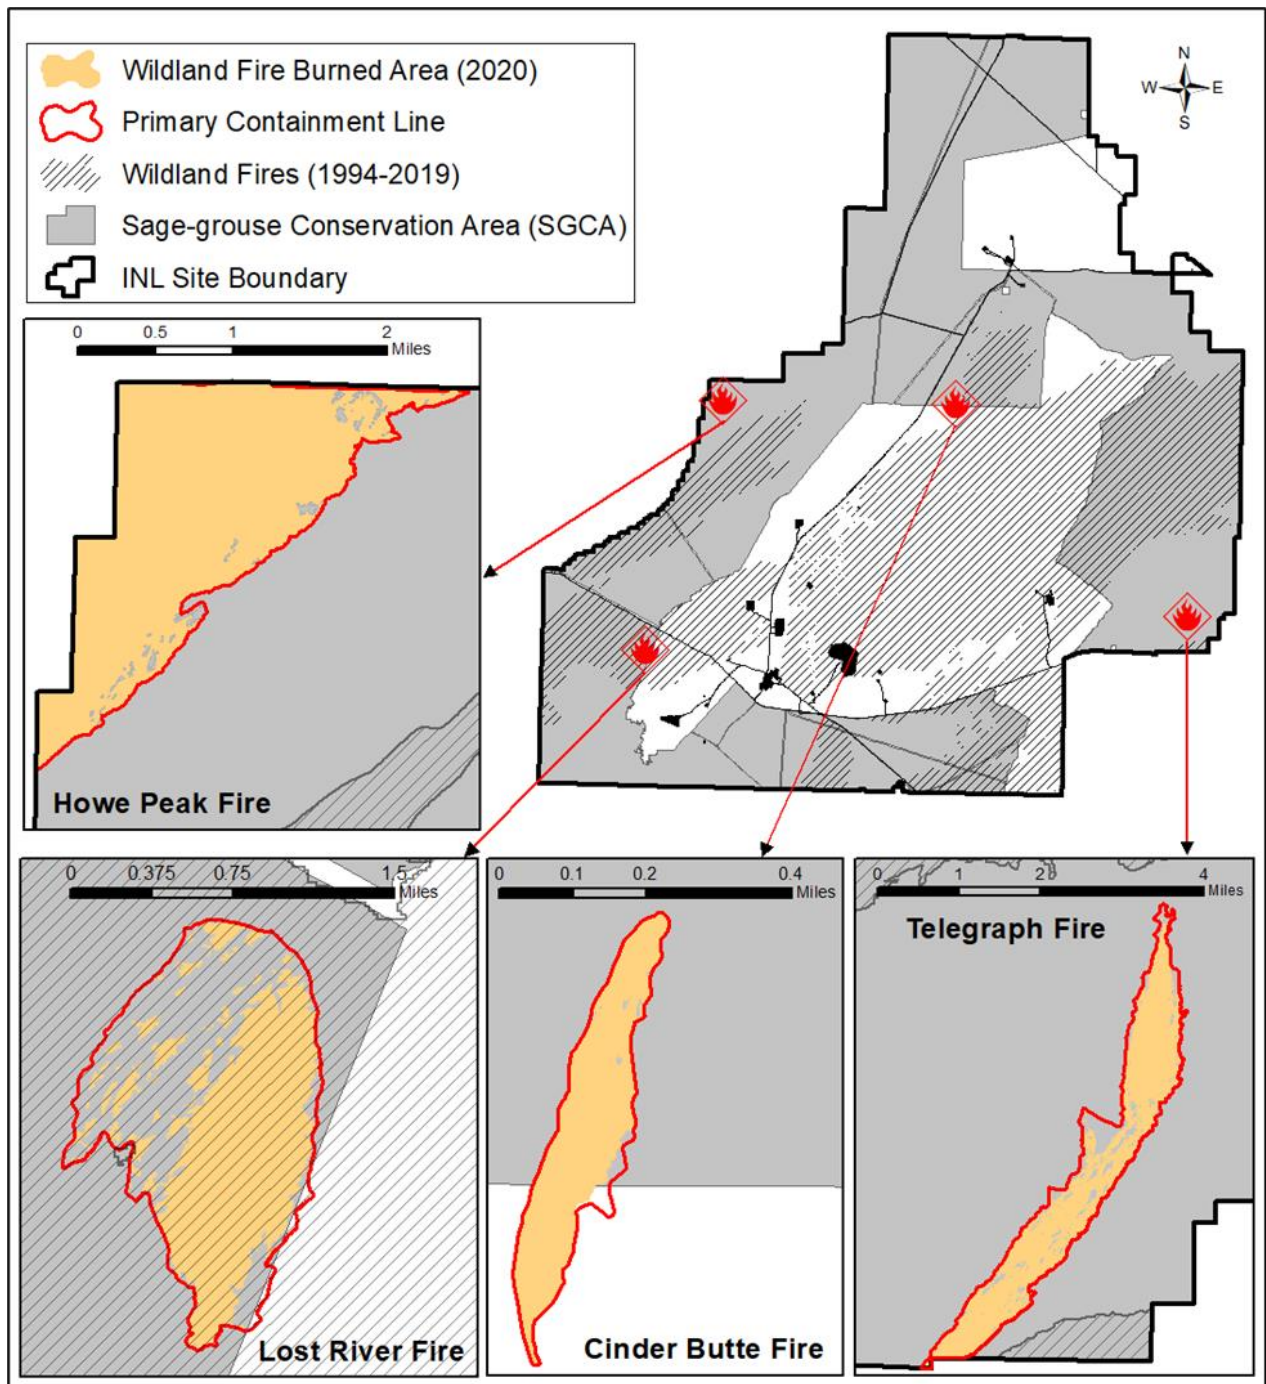 Wildland Fire Burned Area (2020)
Primary Containment Line
Wildland Fires (1994-2019)
Sage-grouse Conservation Area (SGCA)
INL Site Boundary
N
W E
S
0 0.5 1 2
Miles
Howe Peak Fire
0 0.375 0.75 1.5
Miles
Lost River Fire
0 0.1 0.2 0.4
Miles
Cinder Butte Fire
0 1 2 4
Miles
Telegraph Fire